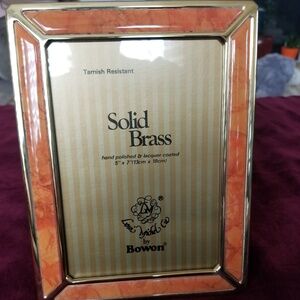 Tarnish Resistant
Solid
Brass
hand polished & lacquer coated
5" x 7" (13cm x 18cm)
®
by
Bowon®